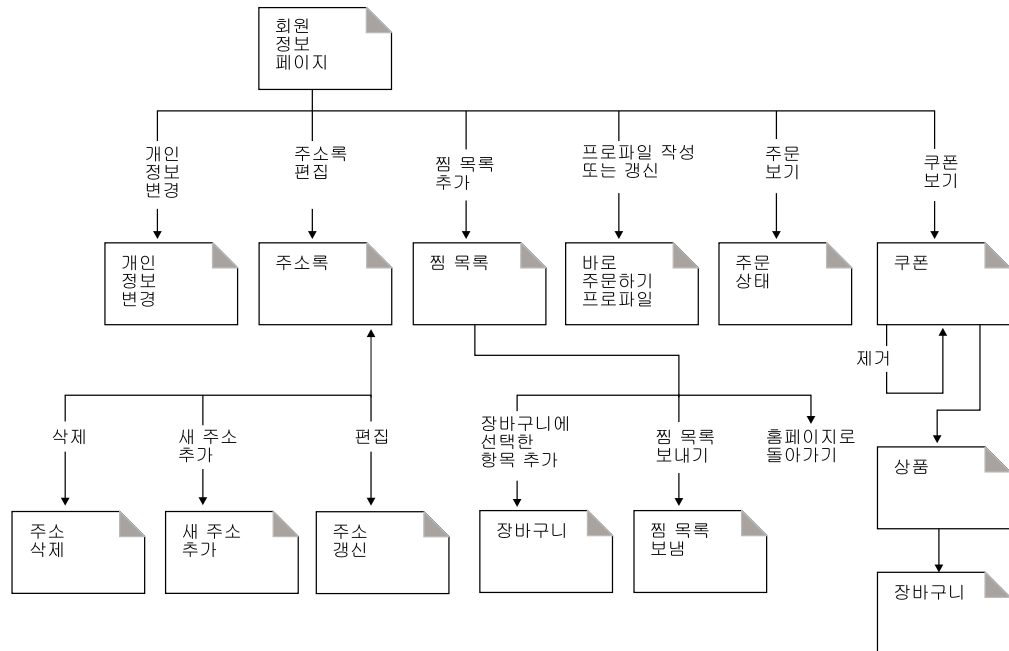 회원
정보
페이지
개인
정보
변경
주소록
편집
찜 목록
추가
프로파일 작성
또는 갱신
주문
보기
쿠폰
보기
개인
정보
변경
주소록
찜 목록
바로
주문하기
프로파일
주문
상태
쿠폰
제거
삭제
새 주소
추가
편집
장바구니에
선택한
항목 추가
찜 목록
보내기
홈페이지로
돌아가기
상품
주소
삭제
새 주소
추가
주소
갱신
장바구니
찜 목록
보냄
장바구니